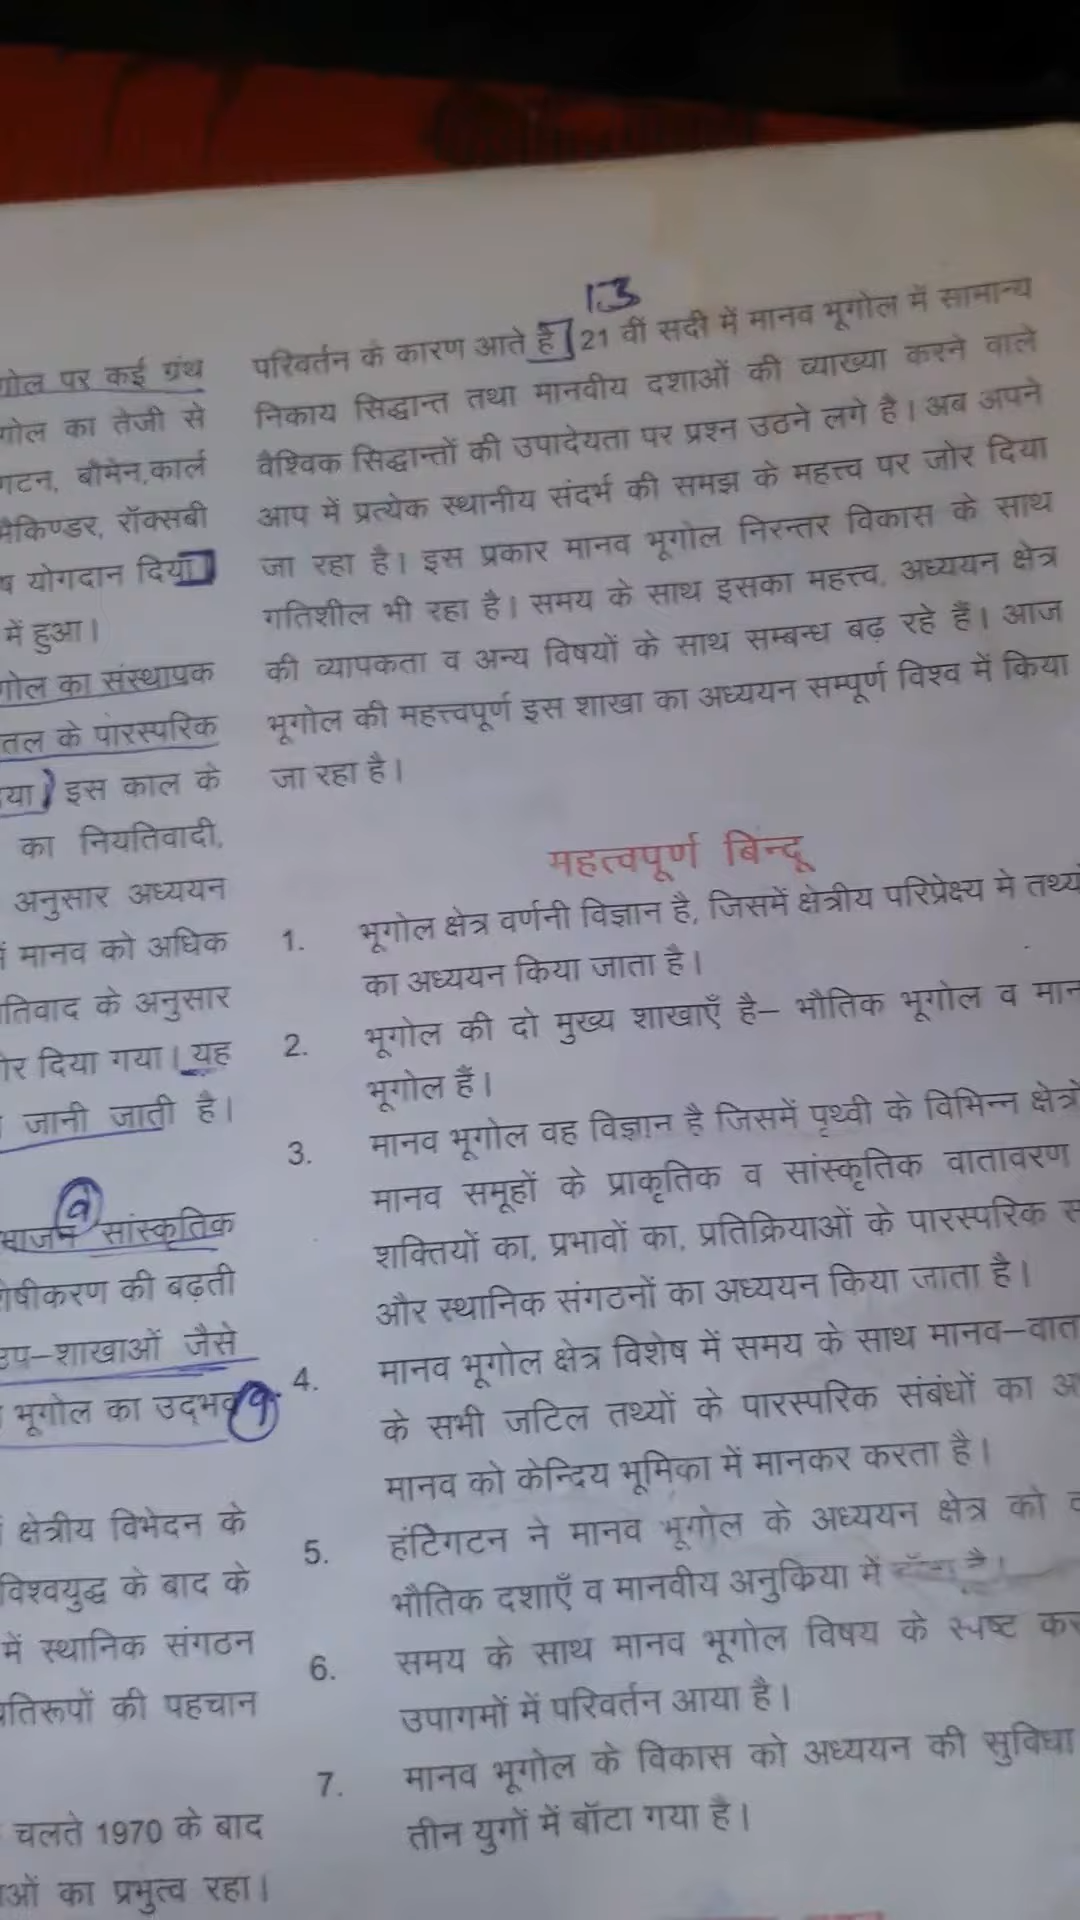 गोल पर कई ग्रंथ
गोल का तेजी से
गटन, बौमेन,कार्ल
मैकिण्डर, रॉक्सबी
योगदान दिया
में हुआ।
गोल का संस्थापक
तल के पारस्परिक
इस काल के
का नियतिवादी,
अनुसार अध्ययन
मानव को अधिक
के अनुसार
दिया गया। यह
जानी जाती है।
व
सांस्कृतिक
की बढ़ती
उप–शाखाओं जैसे
भूगोल का उद्भव
क्षेत्रीय विभेदन के
विश्वयुद्ध के बाद के
में स्थानिक संगठन
की पहचान
चलते 1970 के बाद
का प्रभुत्व रहा।
13
परिवर्तन के कारण आते है 21 वीं सदी में मानव भूगोल में सामान्य
निकाय सिद्धान्त तथा मानवीय दशाओं की व्याख्या करने वाले
वैश्विक सिद्धान्तों की उपादेयता पर प्रश्न उठने लगे है। अब अपने
आप में प्रत्येक स्थानीय संदर्भ की समझ के महत्त्व पर जोर दिया
जा रहा है। इस प्रकार मानव भूगोल निरन्तर विकास के साथ
गतिशील भी रहा है। समय के साथ इसका महत्त्व, अध्ययन क्षेत्र
की व्यापकता व अन्य विषयों के साथ सम्बन्ध बढ़ रहे हैं। आज
भूगोल की महत्त्वपूर्ण इस शाखा का अध्ययन सम्पूर्ण विश्व में किया
जा रहा है।
महत्वपूर्ण बिन्दू
1. भूगोल क्षेत्र वर्णनी विज्ञान है, जिसमें क्षेत्रीय परिप्रेक्ष्य मे
का अध्ययन किया जाता है।
2. भूगोल की दो मुख्य शाखाएँ है– भौतिक भूगोल व
भूगोल हैं।
3. मानव भूगोल वह विज्ञान है जिसमें पृथ्वी के विभिन्न
मानव समूहों के प्राकृतिक व सांस्कृतिक वातावरण
शक्तियों का, प्रभावों का, प्रतिक्रियाओं के पारस्परिक
और स्थानिक संगठनों का अध्ययन किया जाता है।
4. मानव भूगोल क्षेत्र विशेष में समय के साथ मानव–
के सभी जटिल तथ्यों के पारस्परिक संबंधों का
मानव को केन्दिय भूमिका में मानकर करता है।
5. हंटिगटन ने मानव भूगोल के अध्ययन क्षेत्र को
भौतिक दशाएँ व मानवीय अनुक्रिया में
6. समय के साथ मानव भूगोल विषय के स्पष्ट
उपागमों में परिवर्तन आया है।
7. मानव भूगोल के विकास को अध्ययन की सुविधा
तीन युगों में बॉटा गया है।